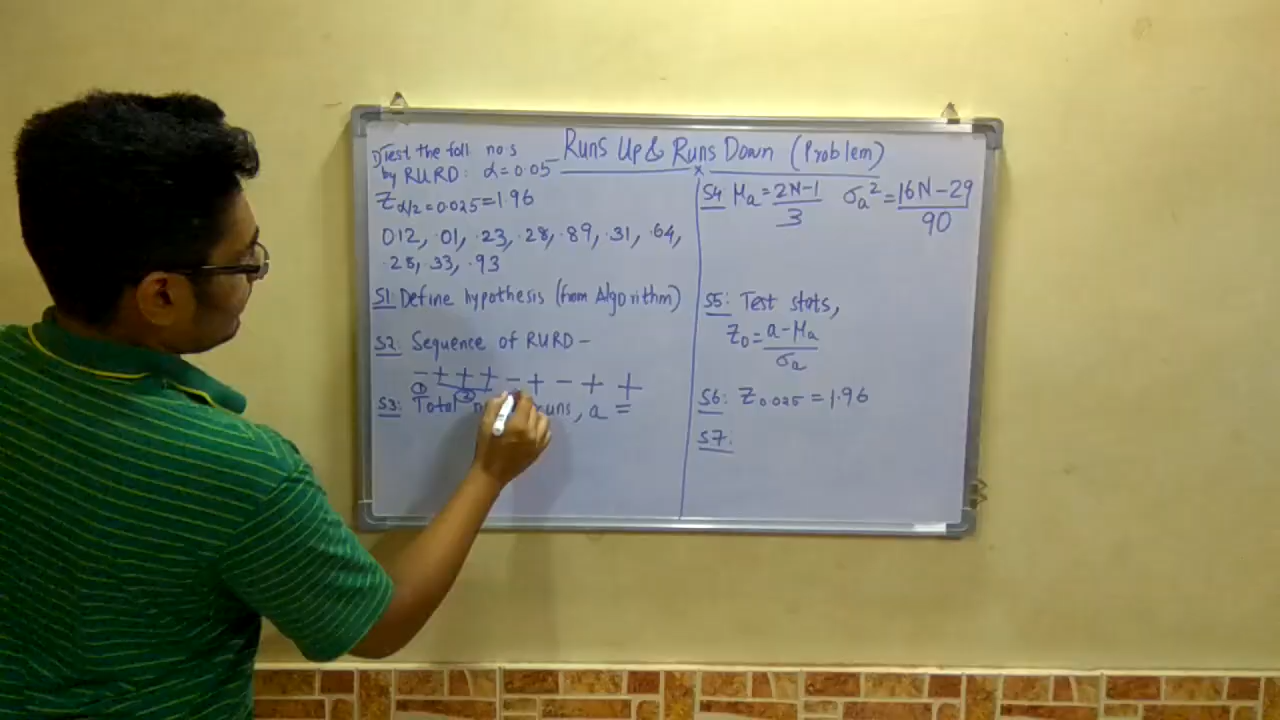 Runs Up & Runs Down (Problem)
1) Test the foll no.s
by RURD: α=0.05
Z α/2=0.025=1.96
012, .01, .23, .28, .89, .31, .64,
.28, .33, .93
S1 Define hypothesis (from Algorithm)
S2: Sequence of RURD –
– + + + – + – + +
① ②
S3: Total runs, a =
S4 μa = 2N-1/3 σa² = 16N-29/90
S5: Test stats,
Z0 = a-μa/σa
S6: Z0.025 = 1.96
S7: